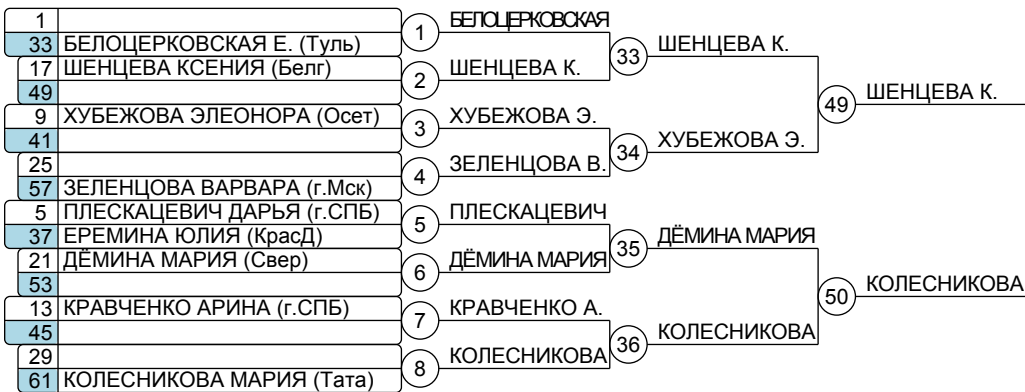 1
33 БЕЛОЦЕРКОВСКАЯ Е. (Туль)
17 ШЕНЦЕВА КСЕНИЯ (Белг)
49
9 ХУБЕЖОВА ЭЛЕОНОРА (Осет)
41
25
57 ЗЕЛЕНЦОВА ВАРВАРА (г.Мск)
5 ПЛЕСКАЦЕВИЧ ДАРЬЯ (г.СПБ)
37 ЕРЕМИНА ЮЛИЯ (КрасД)
21 ДЁМИНА МАРИЯ (Свер)
53
13 КРАВЧЕНКО АРИНА (г.СПБ)
45
29
61 КОЛЕСНИКОВА МАРИЯ (Тата)
1 БЕЛОЦЕРКОВСКАЯ
2 ШЕНЦЕВА К.
3 ХУБЕЖОВА Э.
4 ЗЕЛЕНЦОВА В.
5 ПЛЕСКАЦЕВИЧ
6 ДЁМИНА МАРИЯ
7 КРАВЧЕНКО А.
8 КОЛЕСНИКОВА
33 ШЕНЦЕВА К.
34 ХУБЕЖОВА Э.
35 ДЁМИНА МАРИЯ
36 КОЛЕСНИКОВА
49 ШЕНЦЕВА К.
50 КОЛЕСНИКОВА